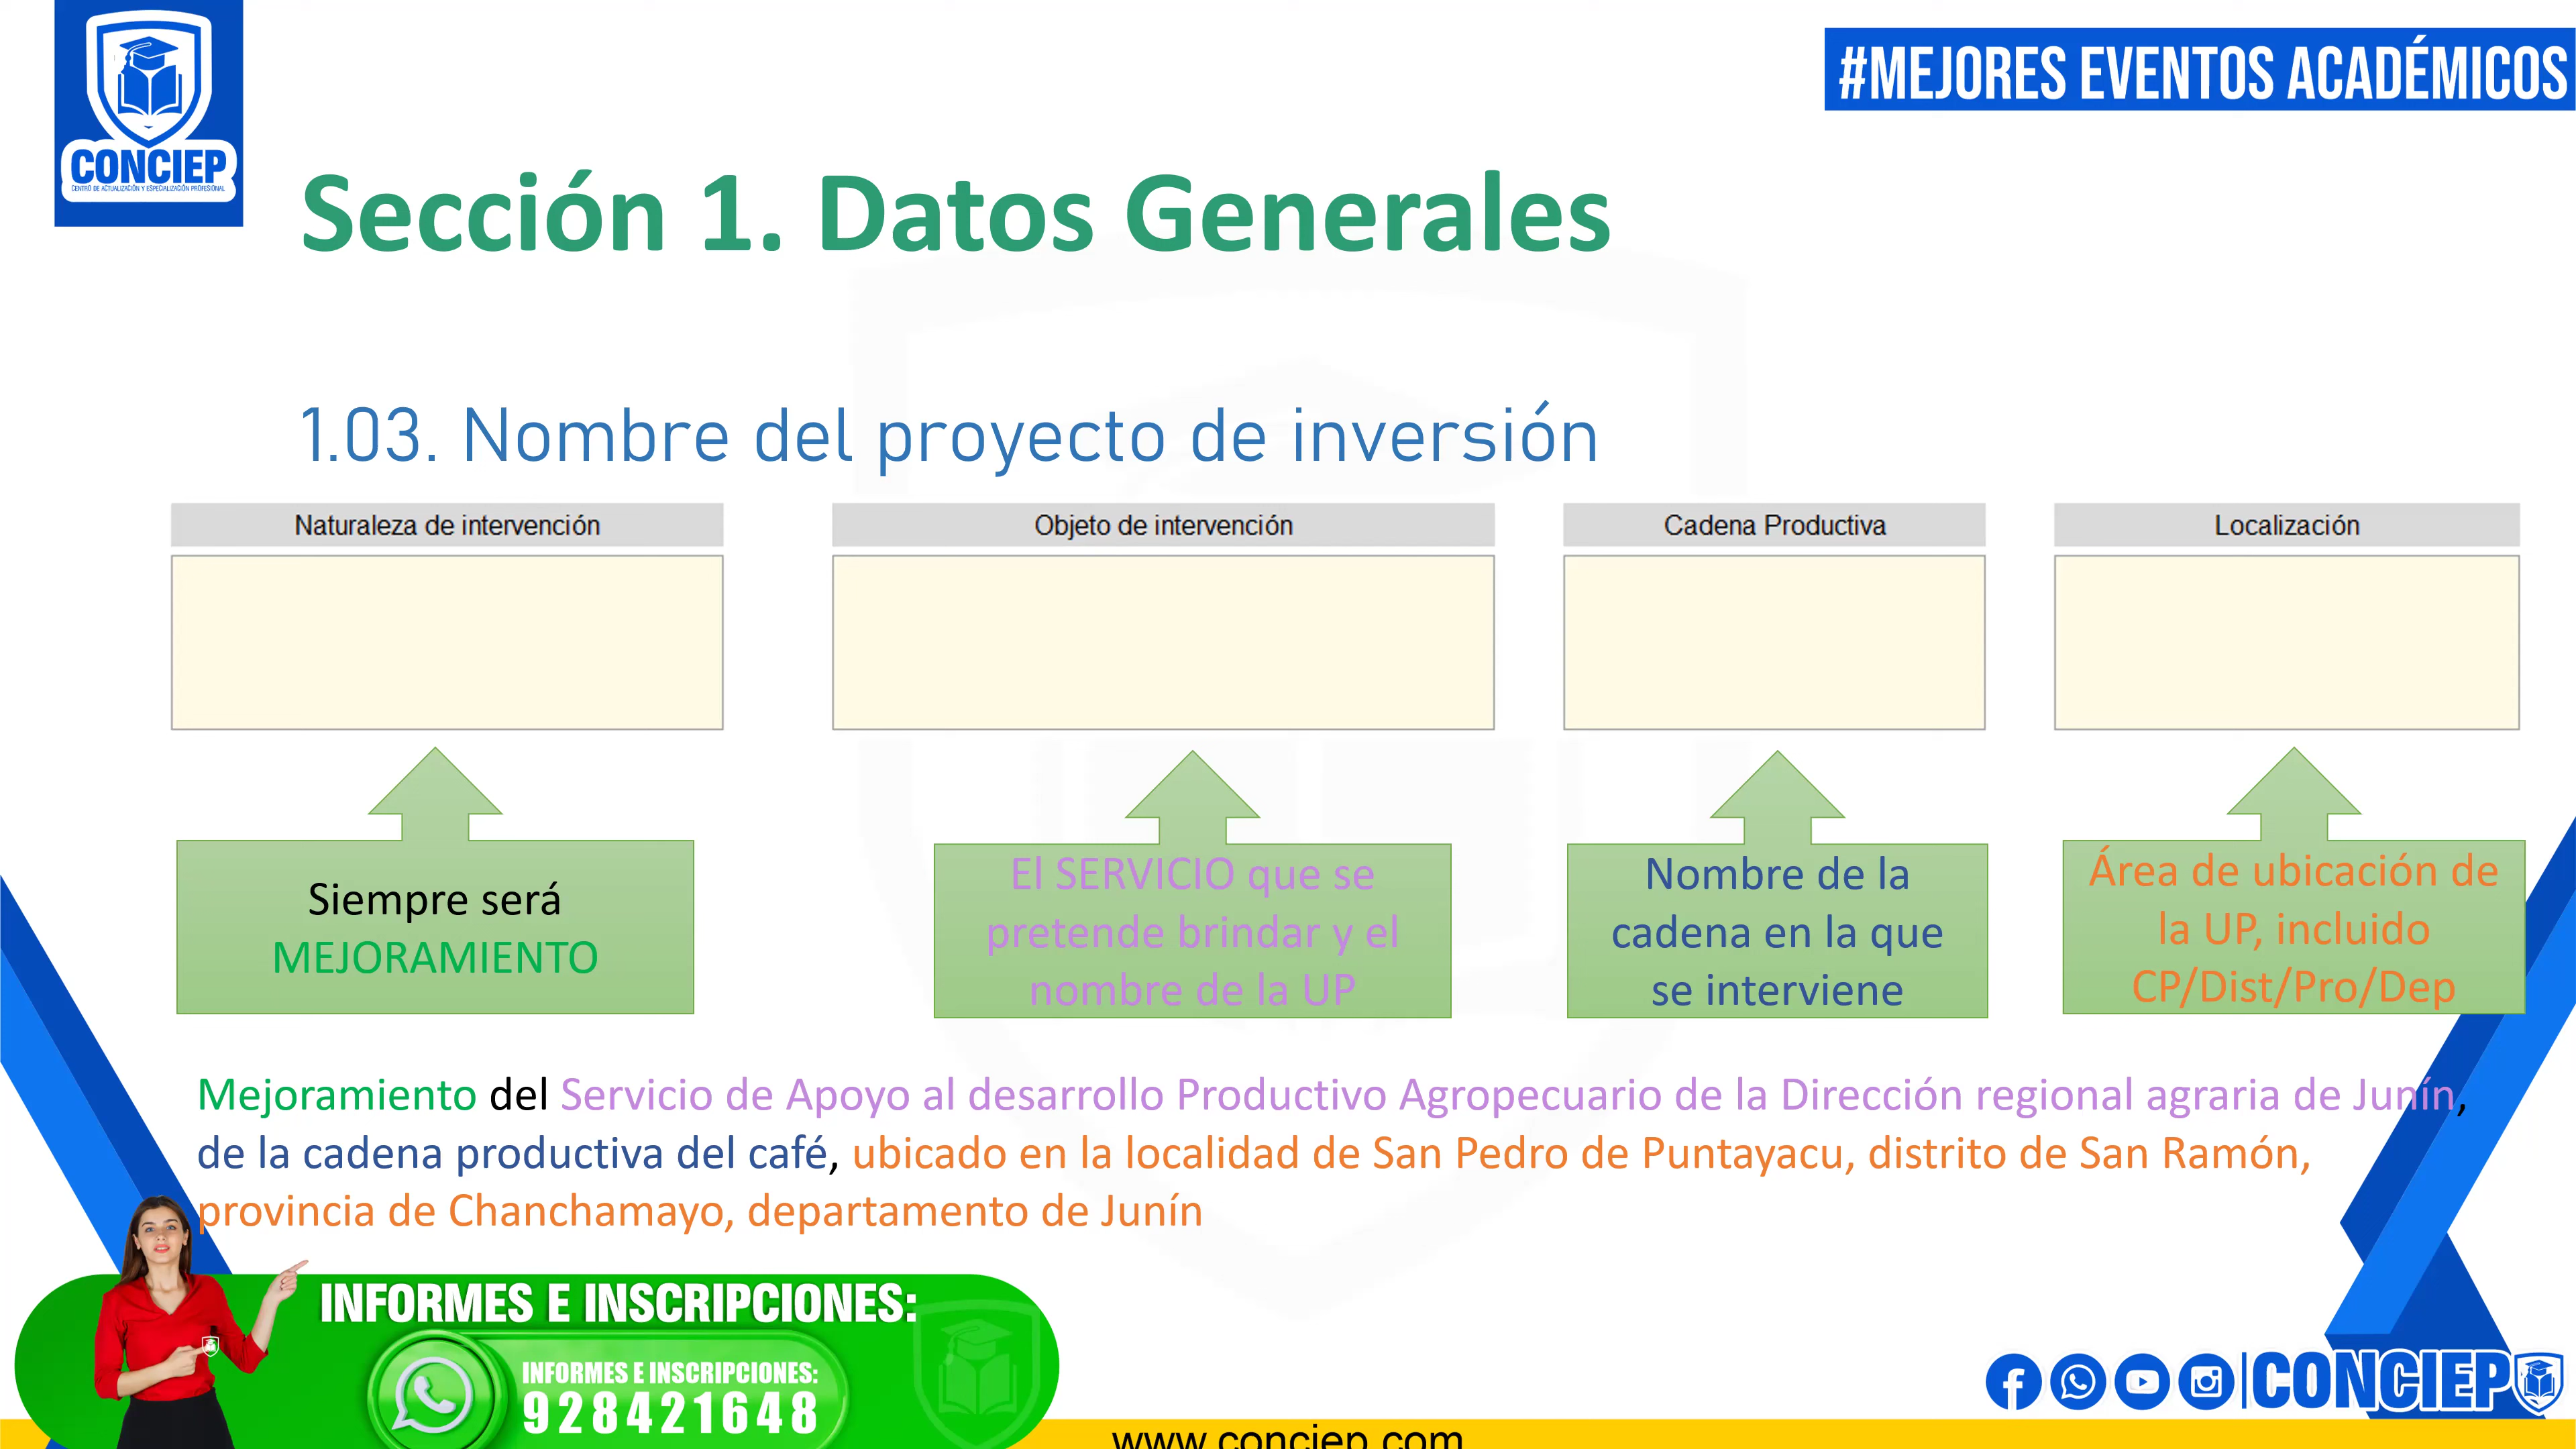 #MEJORES EVENTOS ACADÉMICOS
CONCIEP
CENTRO DE ACTUALIZACIÓN Y ESPECIALIZACIÓN PROFESIONAL
Sección 1. Datos Generales
1.03. Nombre del proyecto de inversión
Naturaleza de intervención
Objeto de intervención
Cadena Productiva
Localización
Siempre será
MEJORAMIENTO
El SERVICIO que se
pretende brindar y el
nombre de la UP
Nombre de la
cadena en la que
se interviene
Área de ubicación de
la UP, incluido
CP/Dist/Pro/Dep
Mejoramiento del Servicio de Apoyo al desarrollo Productivo Agropecuario de la Dirección regional agraria de Junín,
de la cadena productiva del café, ubicado en la localidad de San Pedro de Puntayacu, distrito de San Ramón,
provincia de Chanchamayo, departamento de Junín
INFORMES E INSCRIPCIONES:
INFORMES E INSCRIPCIONES:
928421648
CONCIEP
www.conciep.com